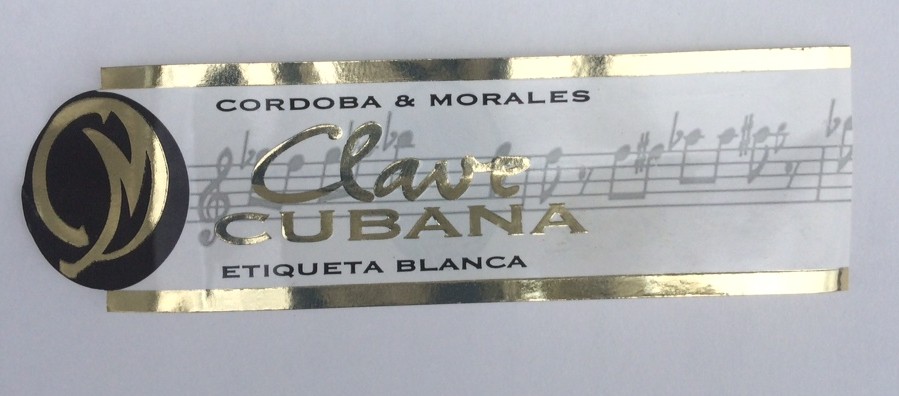 CORDOBA & MORALES
Clave
CUBANA
ETIQUETA BLANCA